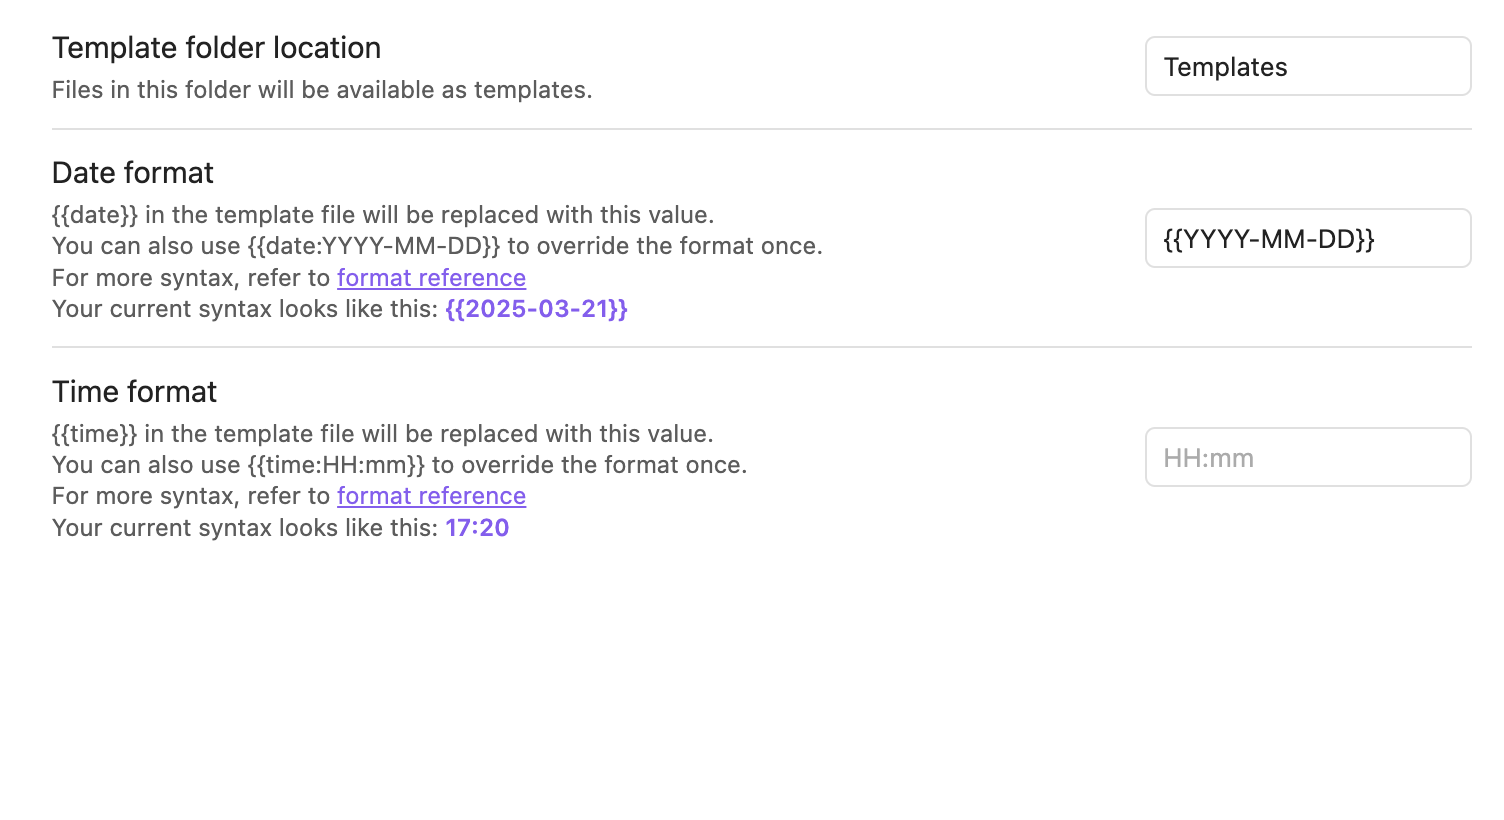 Template folder location
Files in this folder will be available as templates.
Templates
Date format
{{date}} in the template file will be replaced with this value.
You can also use {{date:YYYY-MM-DD}} to override the format once.
For more syntax, refer to format reference
Your current syntax looks like this: {{2025-03-21}}
{{YYYY-MM-DD}}
Time format
{{time}} in the template file will be replaced with this value.
You can also use {{time:HH:mm}} to override the format once.
For more syntax, refer to format reference
Your current syntax looks like this: 17:20
HH:mm